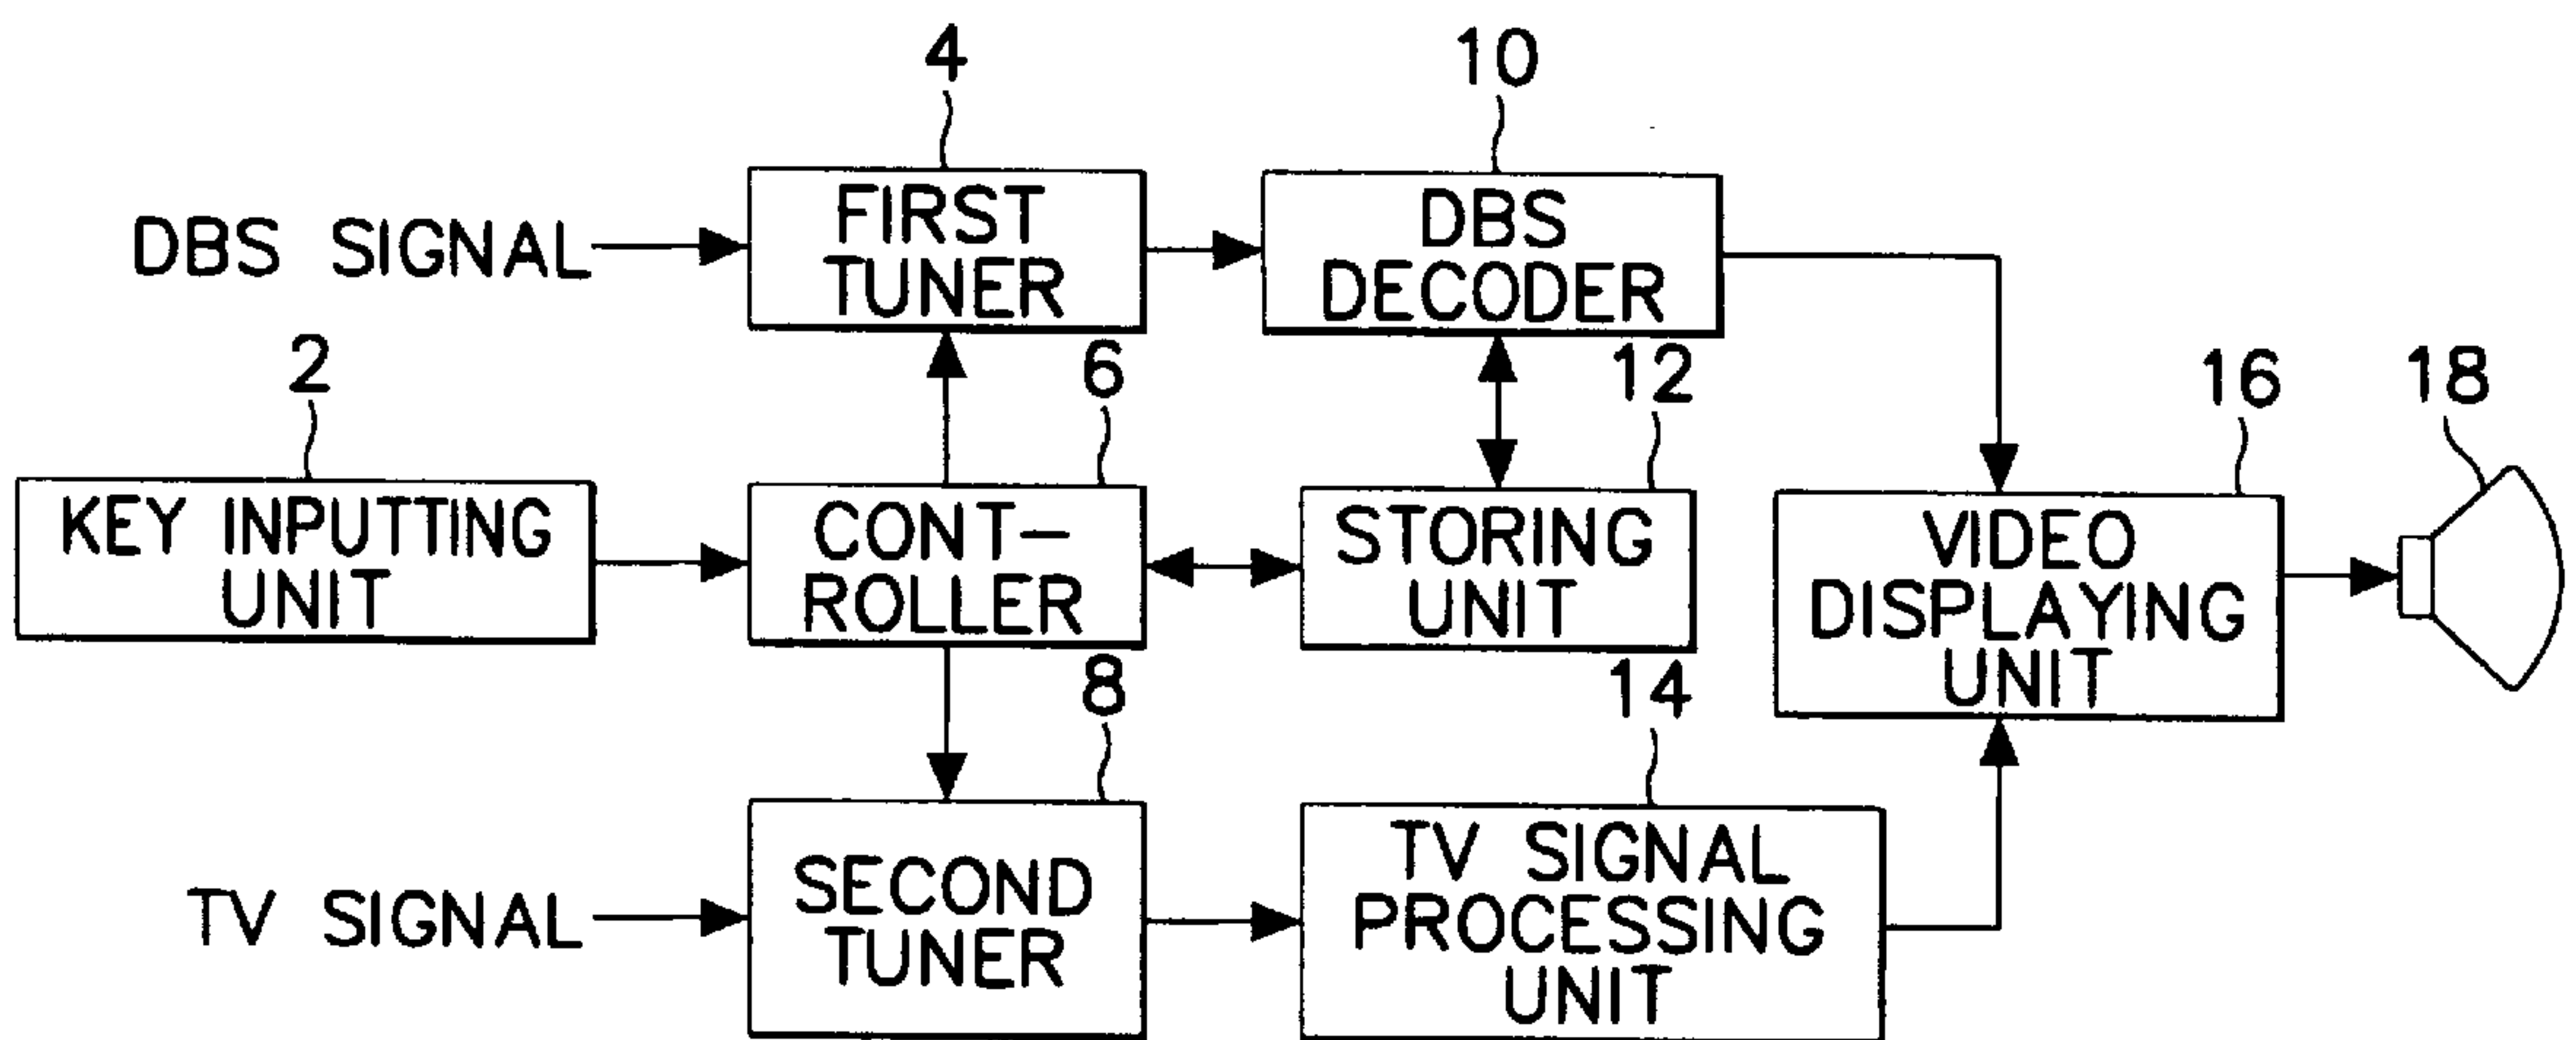 4
10
DBS SIGNAL
FIRST
TUNER
DBS
DECODER
2
6
12
16
18
KEY INPUTTING
UNIT
CONT-
ROLLER
STORING
UNIT
VIDEO
DISPLAYING
UNIT
8
14
TV SIGNAL
SECOND
TUNER
TV SIGNAL
PROCESSING
UNIT